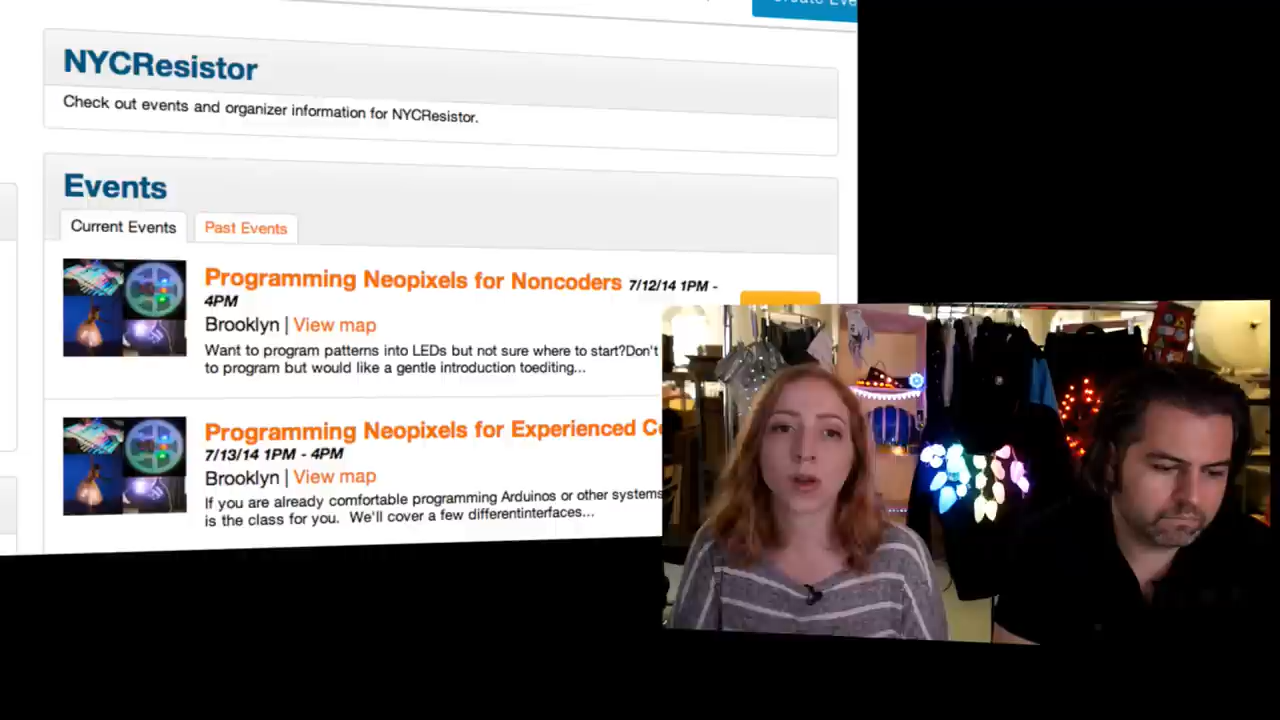 Create Eve
NYCResistor
Check out events and organizer information for NYCResistor.
Events
Current Events
Past Events
Programming Neopixels for Noncoders 7/12/14 1PM -
4PM
Brooklyn | View map
Want to program patterns into LEDs but not sure where to start?Don't
to program but would like a gentle introduction toediting...
Programming Neopixels for Experienced Co
7/13/14 1PM - 4PM
Brooklyn | View map
If you are already comfortable programming Arduinos or other systems
is the class for you. We'll cover a few differentinterfaces...